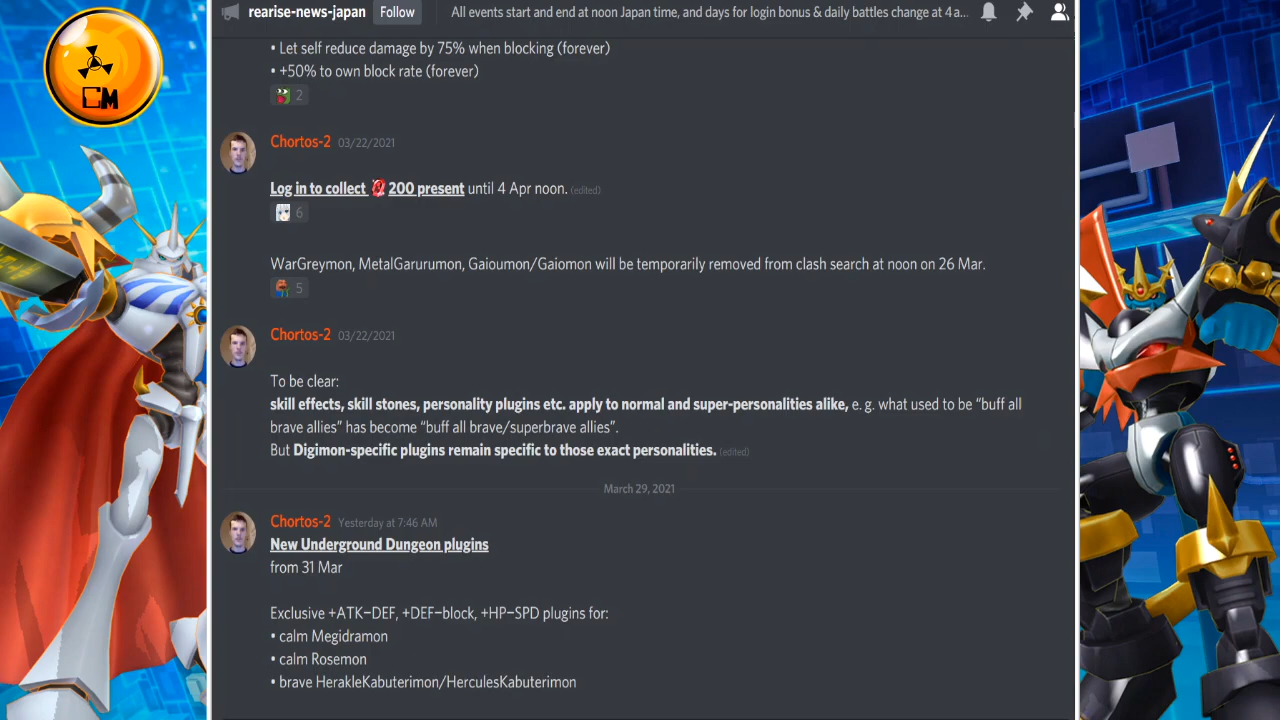 rearise-news-japan Follow All events start and end at noon Japan time, and days for login bonus & daily battles change at 4 a...
• Let self reduce damage by 75% when blocking (forever)
• +50% to own block rate (forever)
2
CM
Chortos-2 03/22/2021
Log in to collect 200 present until 4 Apr noon. (edited)
6
WarGreymon, MetalGarurumon, Gaioumon/Gaiomon will be temporarily removed from clash search at noon on 26 Mar.
5
Chortos-2 03/22/2021
To be clear:
skill effects, skill stones, personality plugins etc. apply to normal and super-personalities alike, e. g. what used to be “buff all
brave allies” has become “buff all brave/superbrave allies”.
But Digimon-specific plugins remain specific to those exact personalities. (edited)
March 29, 2021
Chortos-2 Yesterday at 7:46 AM
New Underground Dungeon plugins
from 31 Mar
Exclusive +ATK−DEF, +DEF−block, +HP−SPD plugins for:
• calm Megidramon
• calm Rosemon
• brave HerakleKabuterimon/HerculesKabuterimon